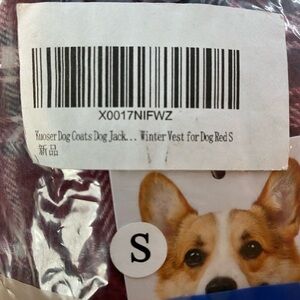 X0017NIFWZ
Kuoser Dog Coats Dog Jack... Winter Vest for Dog Red S
新品
S